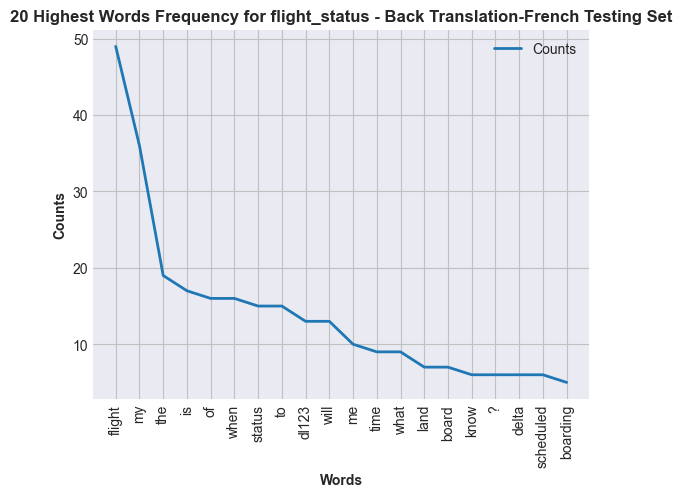 20 Highest Words Frequency for flight_status - Back Translation-French Testing Set
Counts
50
40
30
20
10
Counts
flight
my
the
is
of
when
status
to
dl123
will
me
time
what
land
board
know
?
delta
scheduled
boarding
Words